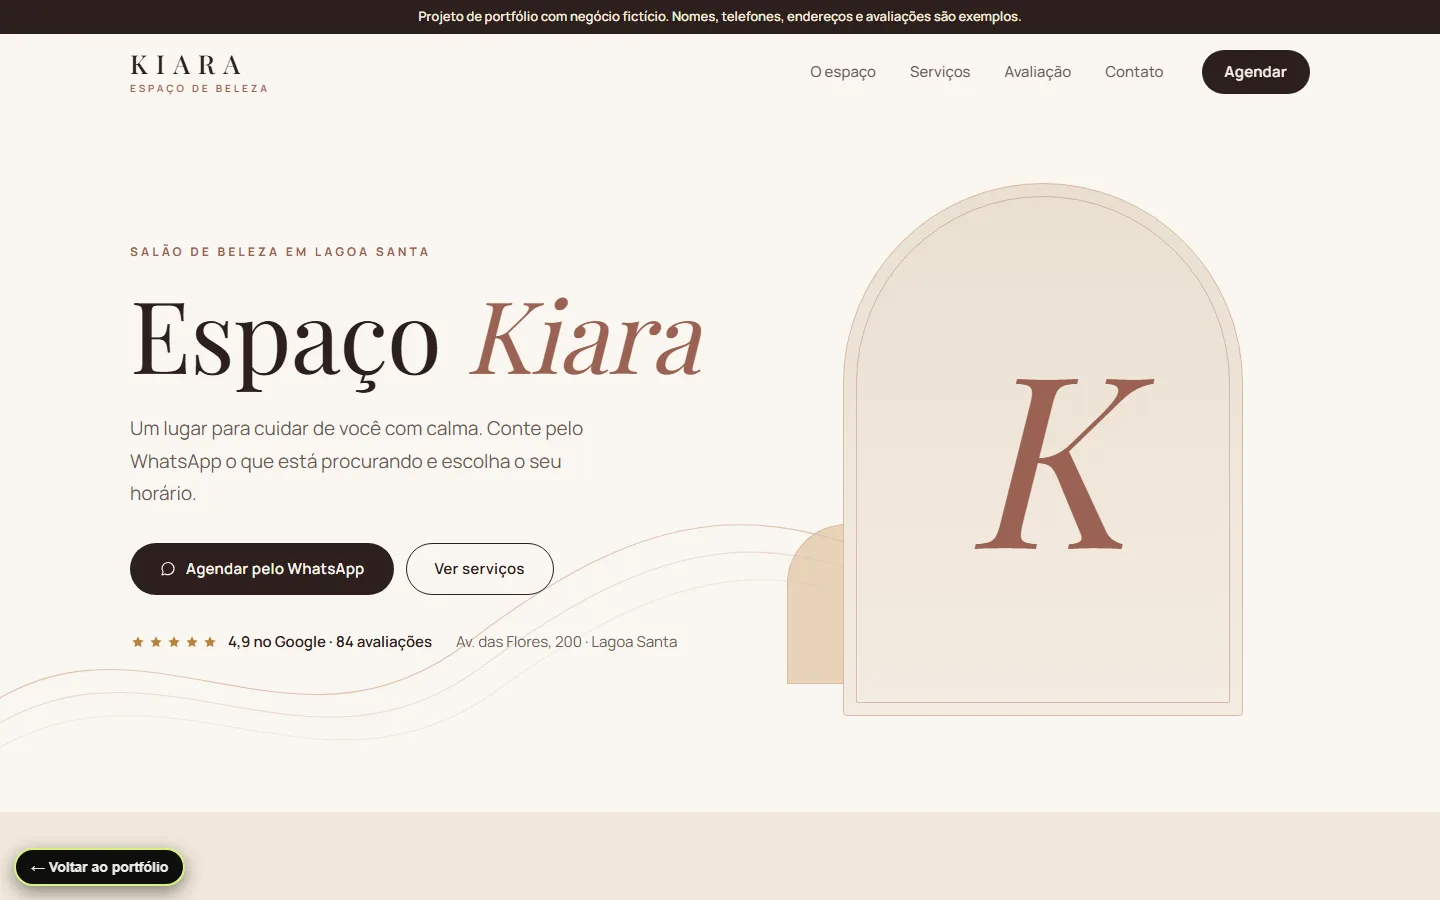 Projeto de portfólio com negócio fictício. Nomes, telefones, endereços e avaliações são exemplos.
KIARA
ESPAÇO DE BELEZA
O espaço
Serviços
Avaliação
Contato
Agendar
SALÃO DE BELEZA EM LAGOA SANTA
Espaço Kiara
Um lugar para cuidar de você com calma. Conte pelo
WhatsApp o que está procurando e escolha o seu
horário.
Agendar pelo WhatsApp
Ver serviços
4,9 no Google · 84 avaliações
Av. das Flores, 200 · Lagoa Santa
K
← Voltar ao portfólio